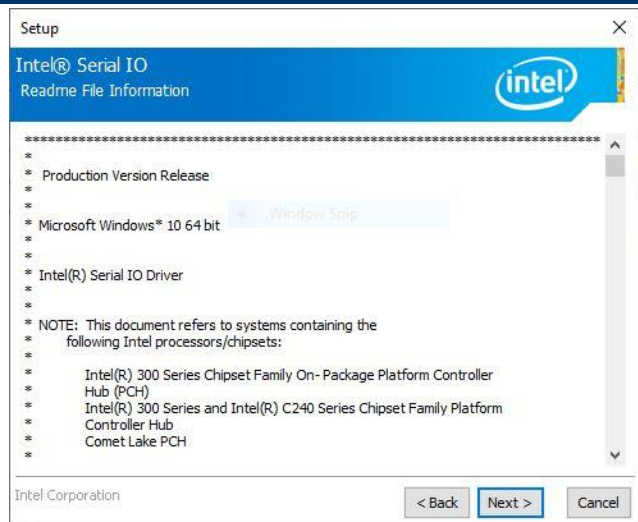 Setup
Intel® Serial IO
Readme File Information
intel
*******************************************************************************
*
* Production Version Release
*
*
* Microsoft Windows* 10 64 bit
Window Snip
*
*
* Intel(R) Serial IO Driver
*
*
* NOTE: This document refers to systems containing the
* following Intel processors/chipsets:
*
* Intel(R) 300 Series Chipset Family On-Package Platform Controller
* Hub (PCH)
* Intel(R) 300 Series and Intel(R) C240 Series Chipset Family Platform
* Controller Hub
* Comet Lake PCH
*
Intel Corporation
< Back Next > Cancel